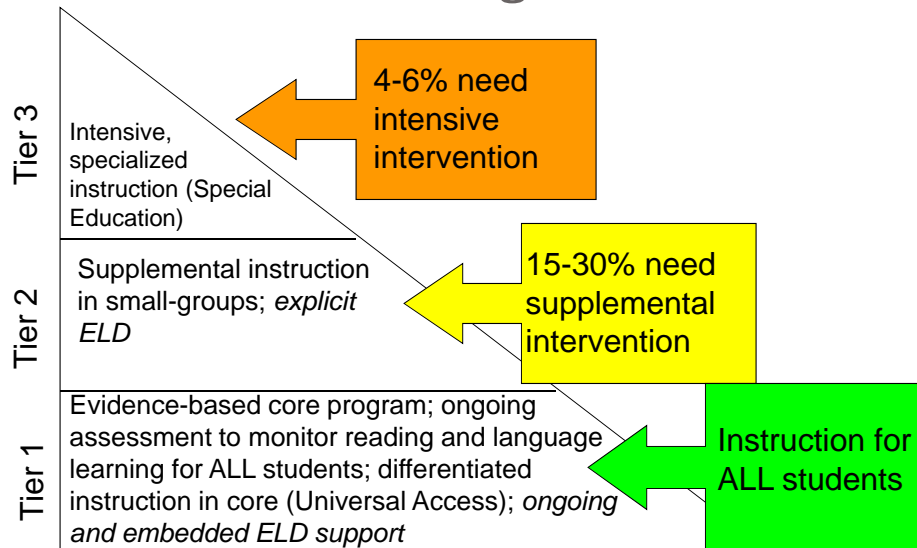 Tier 3
Intensive,
specialized
instruction (Special
Education)
4-6% need
intensive
intervention
Tier 2
Supplemental instruction
in small-groups; explicit
ELD
15-30% need
supplemental
intervention
Tier 1
Evidence-based core program; ongoing
assessment to monitor reading and language
learning for ALL students; differentiated
instruction in core (Universal Access); ongoing
and embedded ELD support
Instruction for
ALL students